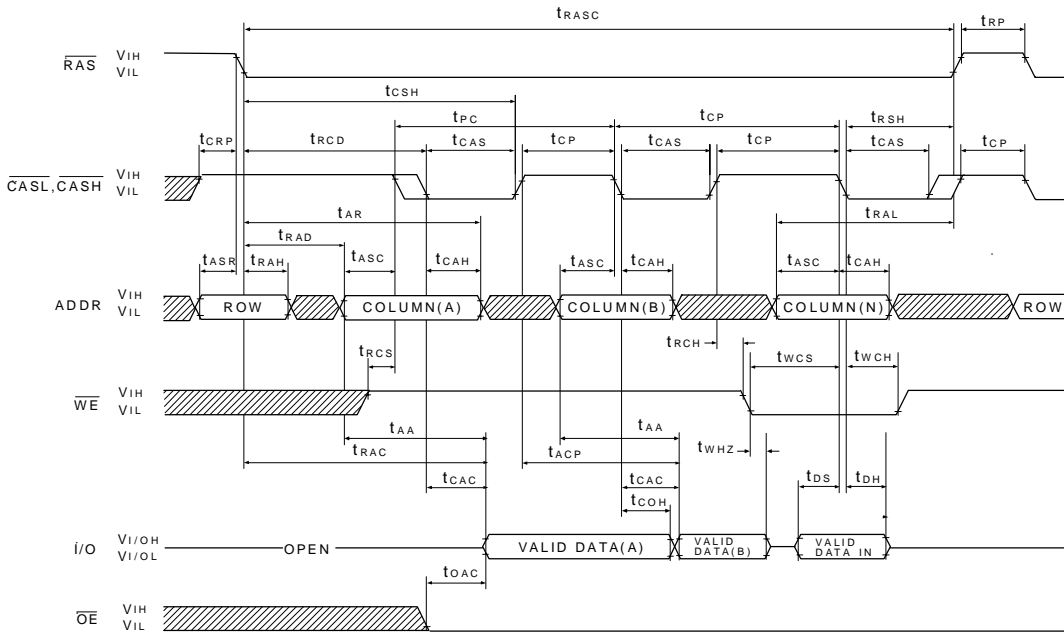 tRASC tRP
RAS VIH
VIL
tCSH
tPC tCP tRSH
tCRP tRCD tCAS tCP tCAS tCP tCAS tCP
CASL,CASH VIH
VIL
tAR tRAL
tRAD
tASR tRAH tASC tCAH tASC tCAH tASC tCAH
ADDR VIH
VIL
ROW COLUMN(A) COLUMN(B) COLUMN(N) ROW
tRCS tRCH tWCS tWCH
WE VIH
VIL
tAA tAA
tRAC tACP tWHZ
tCAC tCAC tDS tDH
tCOH
I/O VI/OH
VI/OL
OPEN VALID DATA(A) VALID DATA(B) VALID DATA IN
tOAC
OE VIH
VIL